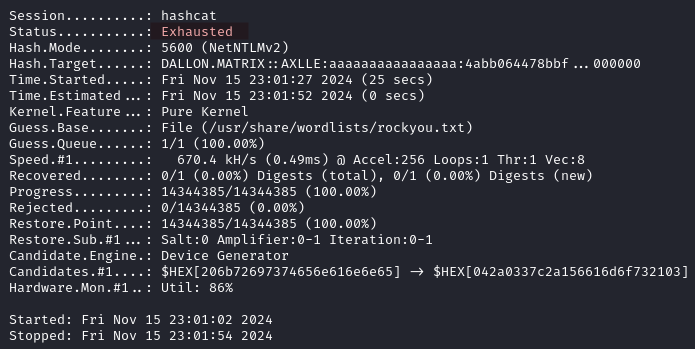 Session..........: hashcat
Status...........: Exhausted
Hash.Mode........: 5600 (NetNTLMv2)
Hash.Target......: DALLON.MATRIX::AXLLE:aaaaaaaaaaaaaaaa:4abb064478bbf...000000
Time.Started.....: Fri Nov 15 23:01:27 2024 (25 secs)
Time.Estimated...: Fri Nov 15 23:01:52 2024 (0 secs)
Kernel.Feature...: Pure Kernel
Guess.Base.......: File (/usr/share/wordlists/rockyou.txt)
Guess.Queue......: 1/1 (100.00%)
Speed.#1.........:   670.4 kH/s (0.49ms) @ Accel:256 Loops:1 Thr:1 Vec:8
Recovered........: 0/1 (0.00%) Digests (total), 0/1 (0.00%) Digests (new)
Progress.........: 14344385/14344385 (100.00%)
Rejected.........: 0/14344385 (0.00%)
Restore.Point....: 14344385/14344385 (100.00%)
Restore.Sub.#1...: Salt:0 Amplifier:0-1 Iteration:0-1
Candidate.Engine.: Device Generator
Candidates.#1....: $HEX[206b72697374656e616e6e65] -> $HEX[042a0337c2a156616d6f732103]
Hardware.Mon.#1..: Util: 86%

Started: Fri Nov 15 23:01:02 2024
Stopped: Fri Nov 15 23:01:54 2024